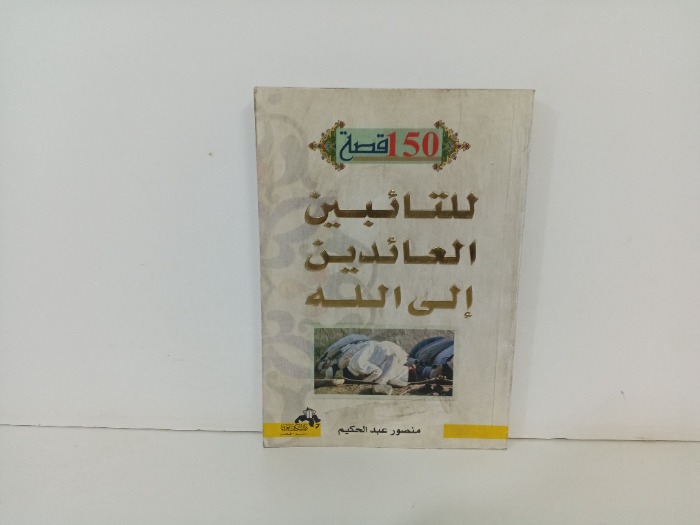 150 قصة
للتائبين
العائدين
إلى الله
منصور عبد الحكيم